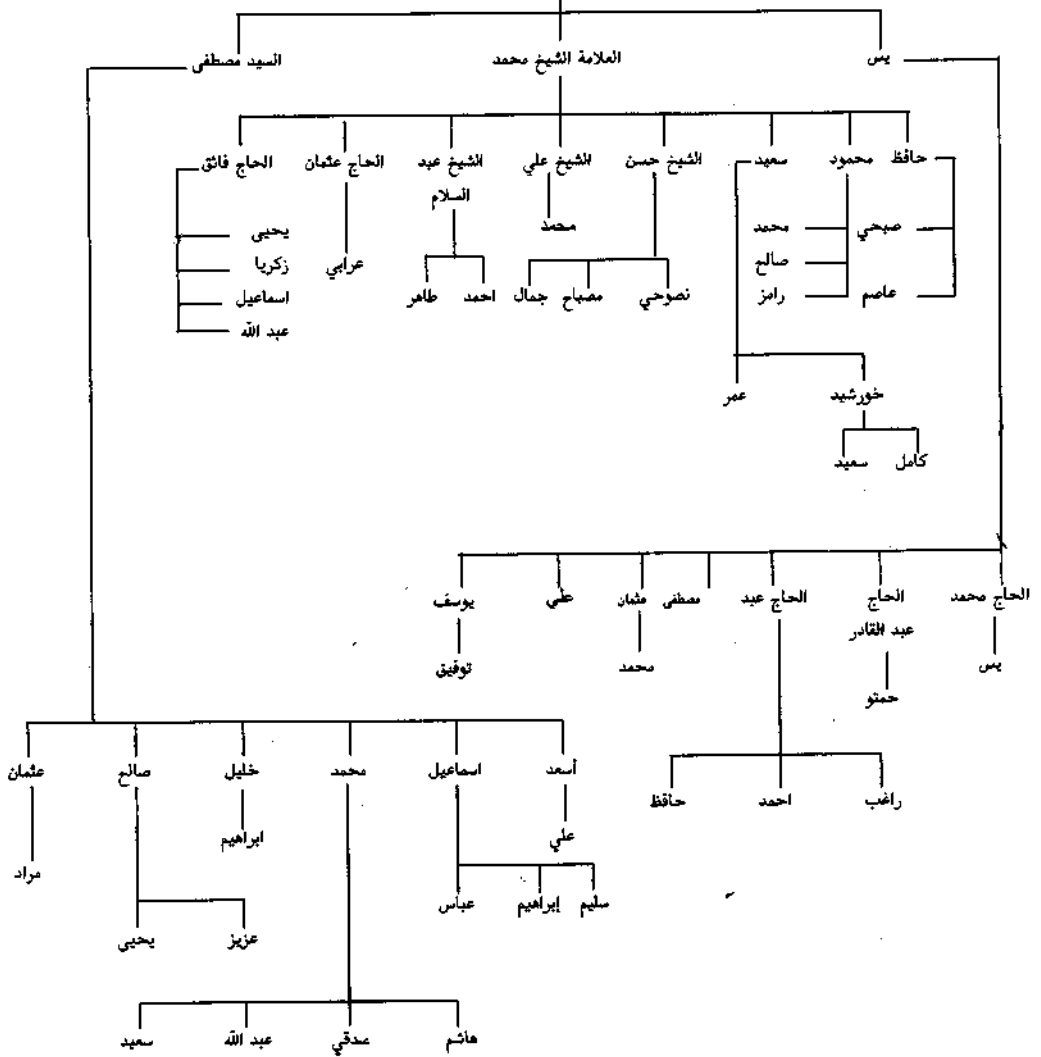 يس
العلامة الشيخ محمد
السيد مصطفى
حافظ
محمود
سعيد
الشيخ حسن
الشيخ علي
الشيخ عبد
السلام
الحاج عثمان
الحاج فائق
صبحي
عاصم
محمد
صالح
رامز
محمد
نصوحي
مصباح
جمال
احمد
طاهر
عرابي
يحيى
زكريا
اسماعيل
عبد الله
خورشيد
عمر
كامل
سعيد
الحاج محمد
الحاج
عبد القادر
الحاج عبد
مصطفى
عثمان
علي
يوسف
يس
حمتو
محمد
توفيق
راغب
احمد
حافظ
أسعد
اسماعيل
محمد
خليل
صالح
عثمان
علي
ابراهيم
مراد
سليم
إبراهيم
عباس
عزيز
يحيى
هاشم
صدقي
عبد الله
سعيد